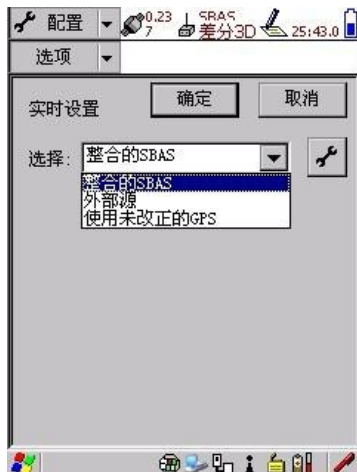 配置 0.23 7 SBAS 差分3D 25:43.0
选项
实时设置 确定 取消
选择: 整合的SBAS
整合的SBAS
外部源
使用未改正的GPS